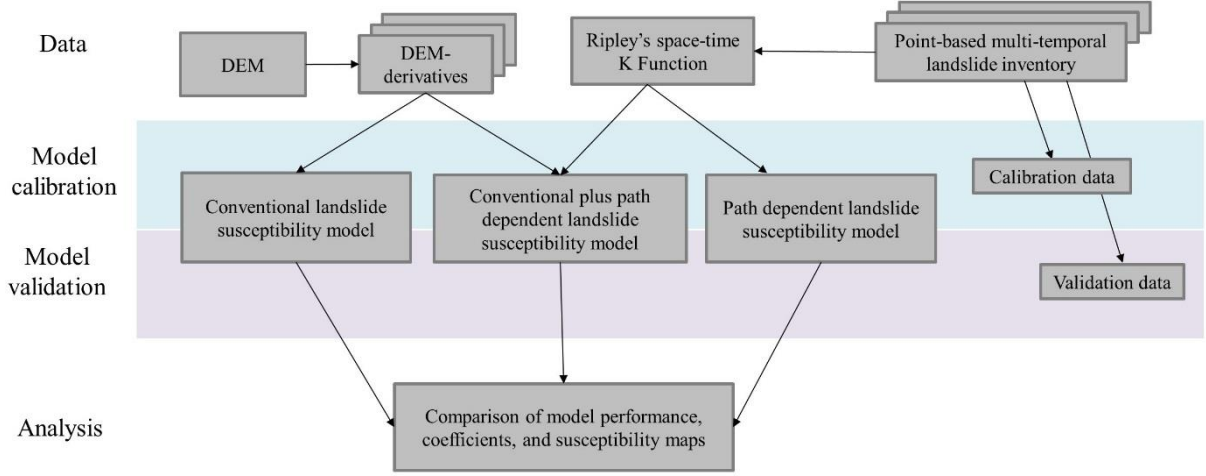 Data
DEM
DEM-
derivatives
Ripley's space-time
K Function
Point-based multi-temporal
landslide inventory
Model
calibration
Conventional landslide
susceptibility model
Conventional plus path
dependent landslide
susceptibility model
Path dependent landslide
susceptibility model
Calibration data
Model
validation
Validation data
Analysis
Comparison of model performance,
coefficients, and susceptibility maps